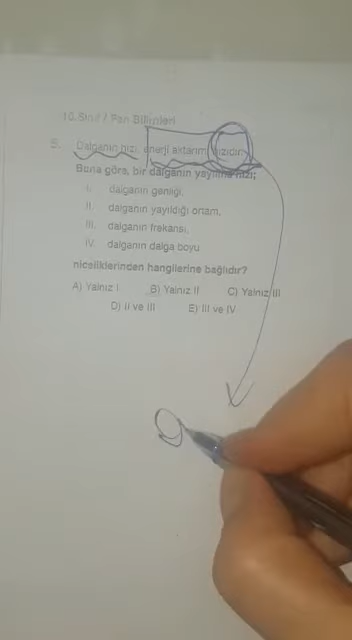 10. Sınıf / Fen Bilimleri
5. Dalganın hızı, enerji aktarım hızıdır.
Buna göre, bir dalganın yayılma hızı;
I. dalganın genliği,
II. dalganın yayıldığı ortam,
III. dalganın frekansı,
IV. dalganın dalga boyu
niceliklerinden hangilerine bağlıdır?
A) Yalnız I B) Yalnız II C) Yalnız III
D) II ve III E) III ve IV